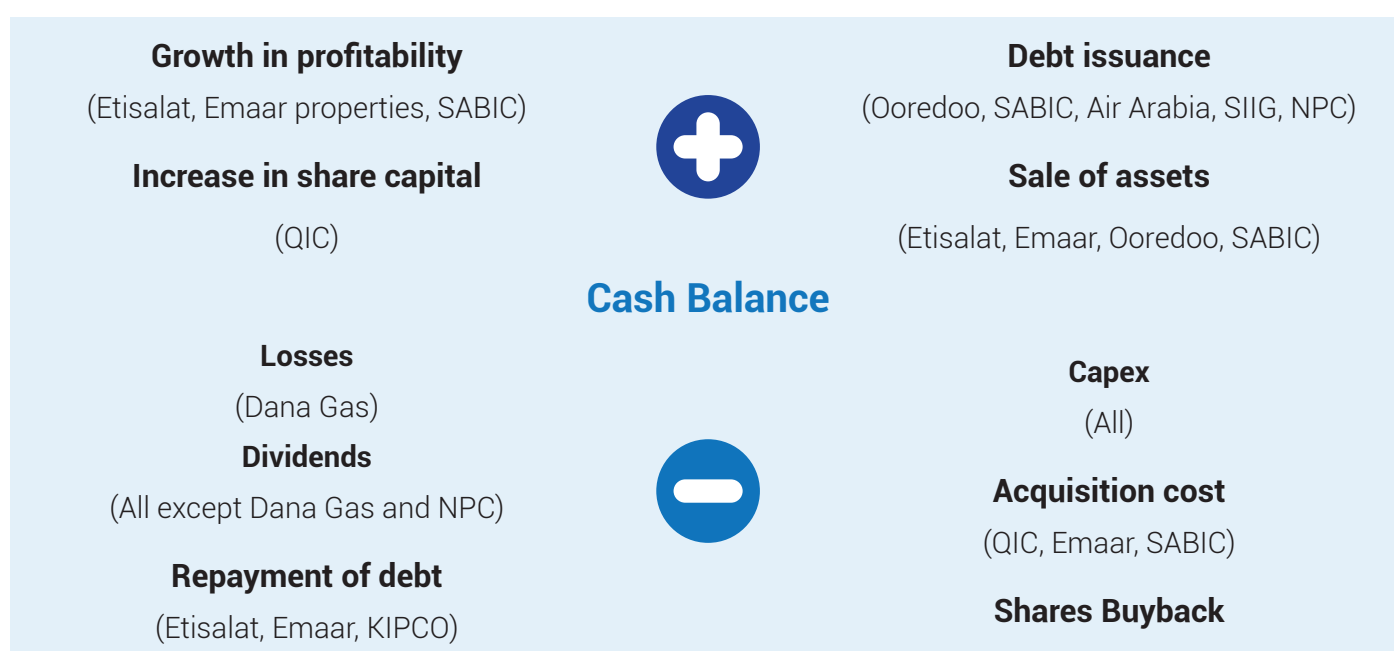 Growth in profitability
(Etisalat, Emaar properties, SABIC)
Increase in share capital
(QIC)
Debt issuance
(Ooredoo, SABIC, Air Arabia, SIIG, NPC)
Sale of assets
(Etisalat, Emaar, Ooredoo, SABIC)
Cash Balance
Losses
(Dana Gas)
Dividends
(All except Dana Gas and NPC)
Repayment of debt
(Etisalat, Emaar, KIPCO)
Capex
(All)
Acquisition cost
(QIC, Emaar, SABIC)
Shares Buyback